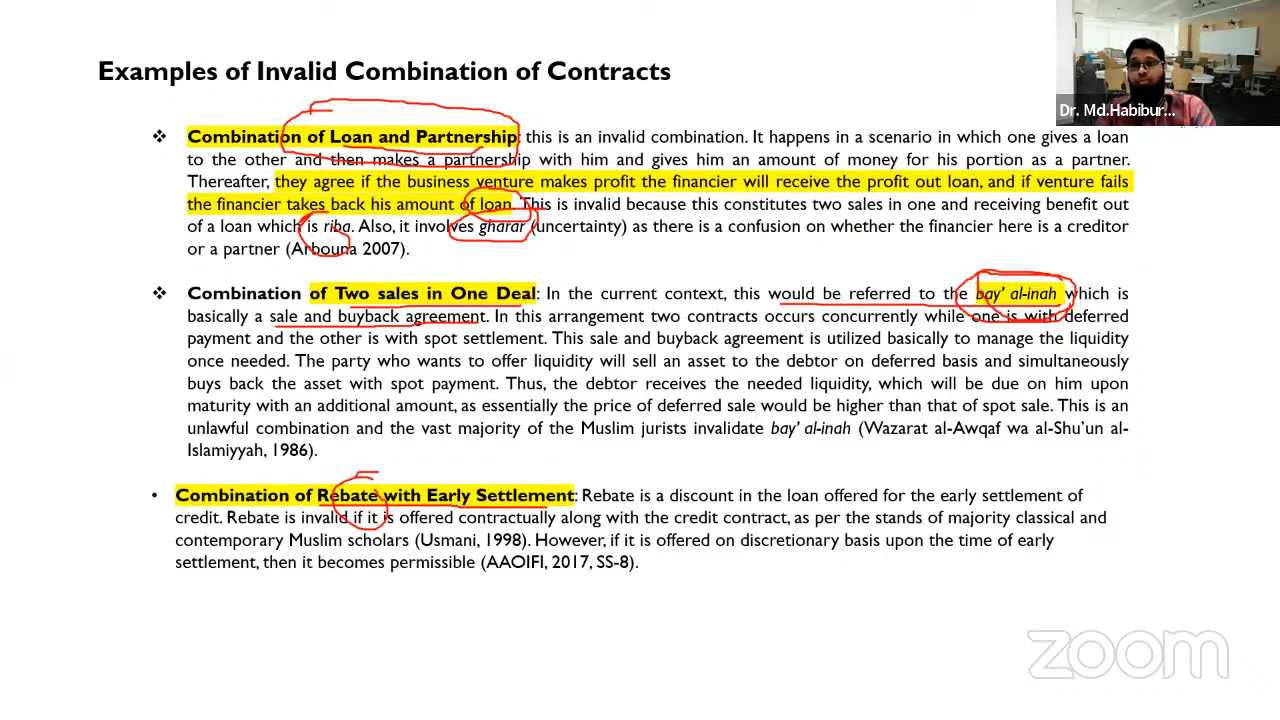 Examples of Invalid Combination of Contracts
Dr. Md.Habibur...
❖ Combination of Loan and Partnership: this is an invalid combination. It happens in a scenario in which one gives a loan
to the other and then makes a partnership with him and gives him an amount of money for his portion as a partner.
Thereafter, they agree if the business venture makes profit the financier will receive the profit out loan, and if venture fails
the financier takes back his amount of loan. This is invalid because this constitutes two sales in one and receiving benefit out
of a loan which is riba. Also, it involves gharar (uncertainty) as there is a confusion on whether the financier here is a creditor
or a partner (Arbouna 2007).
❖ Combination of Two sales in One Deal: In the current context, this would be referred to the bay' al-inah which is
basically a sale and buyback agreement. In this arrangement two contracts occurs concurrently while one is with deferred
payment and the other is with spot settlement. This sale and buyback agreement is utilized basically to manage the liquidity
once needed. The party who wants to offer liquidity will sell an asset to the debtor on deferred basis and simultaneously
buys back the asset with spot payment. Thus, the debtor receives the needed liquidity, which will be due on him upon
maturity with an additional amount, as essentially the price of deferred sale would be higher than that of spot sale. This is an
unlawful combination and the vast majority of the Muslim jurists invalidate bay' al-inah (Wazarat al-Awqaf wa al-Shu'un al-
Islamiyyah, 1986).
• Combination of Rebate with Early Settlement: Rebate is a discount in the loan offered for the early settlement of
credit. Rebate is invalid if it is offered contractually along with the credit contract, as per the stands of majority classical and
contemporary Muslim scholars (Usmani, 1998). However, if it is offered on discretionary basis upon the time of early
settlement, then it becomes permissible (AAOIFI, 2017, SS-8).
zoom